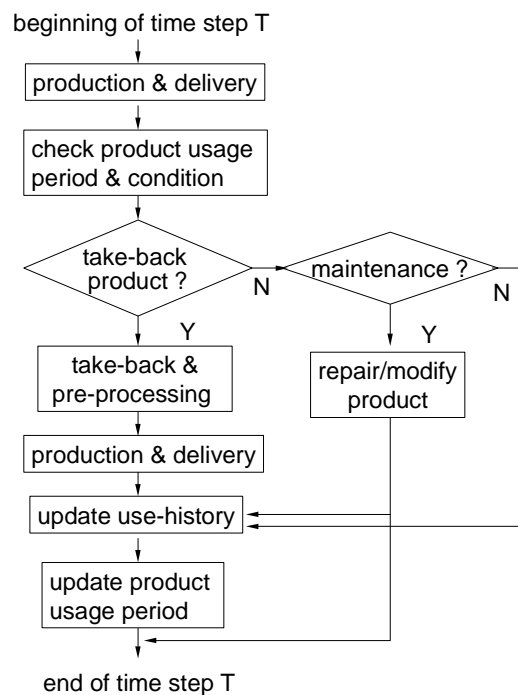 beginning of time step T
production & delivery
check product usage
period & condition
take-back
product ?
N
maintenance ?
N
Y
Y
take-back &
pre-processing
repair/modify
product
production & delivery
update use-history
update product
usage period
end of time step T